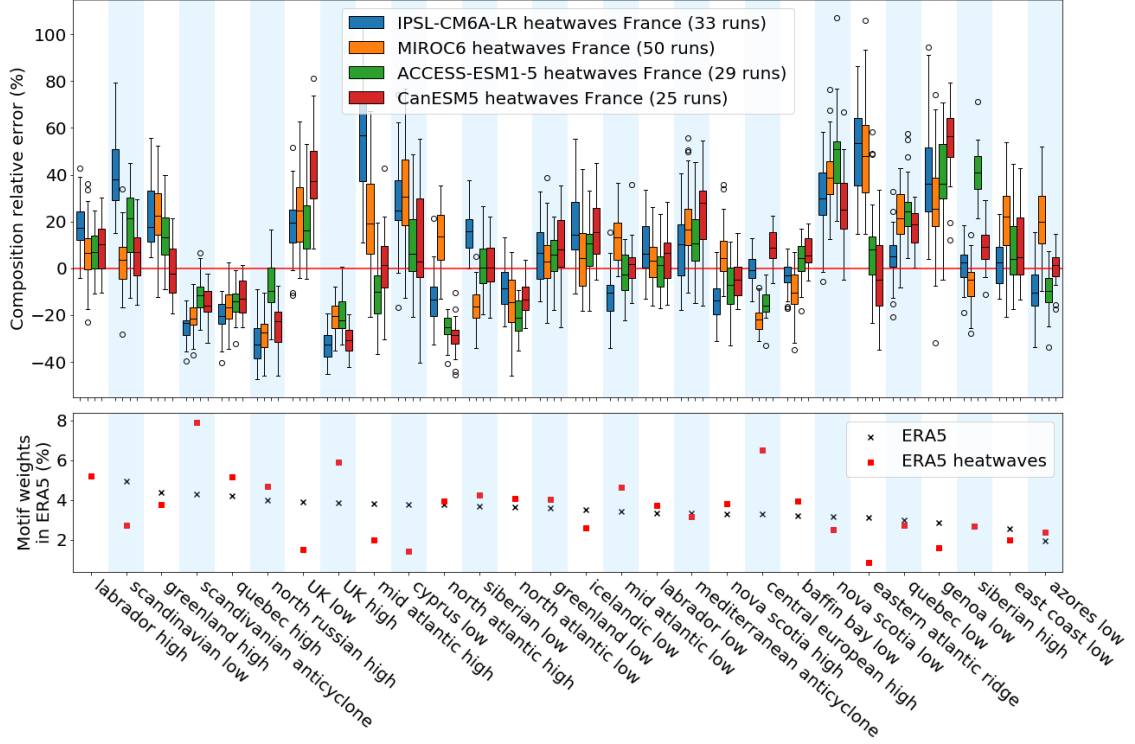 IPSL-CM6A-LR heatwaves France (33 runs)
MIROC6 heatwaves France (50 runs)
ACCESS-ESM1-5 heatwaves France (29 runs)
CanESM5 heatwaves France (25 runs)
Composition relative error (%)
100
80
60
40
20
0
−20
−40
ERA5
ERA5 heatwaves
Motif weights
in ERA5 (%)
8
6
4
2
labrador high
scandinavian low
greenland high
scandivanian anticyclone
quebec high
north russian high
UK low
UK high
mid atlantic high
cyprus low
north atlantic low
siberian low
north atlantic high
greenland low
icelandic low
mid atlantic low
labrador low
mediterranean anticyclone
nova scotia high
central european high
baffin bay low
nova scotia low
eastern atlantic ridge
quebec low
genoa low
siberian high
east coast low
azores low